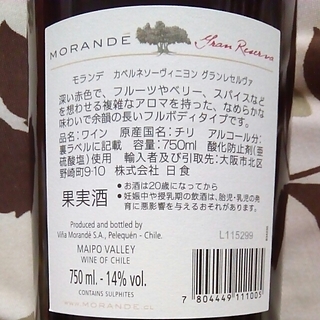 MORANDÉ
Gran Reserva
モランデ カベルネソーヴィニヨン グランレセルヴァ
深い赤色で、フルーツやベリー、スパイスなど
を想わせる複雑なアロマを持った、なめらかな
味わいで余韻の長いフルボディタイプです。
品名:ワイン 原産国名:チリ アルコール分:
裏ラベルに記載 容量:750ml 酸化防止剤(亜
硫酸塩)使用 輸入者及び引取先:大阪市北区
野崎町9-10 株式会社 日食
果実酒
•お酒は20歳になってから
•妊娠中や授乳期の飲酒は、胎児・乳児の発
育に悪影響を与えるおそれがあります。
Produced and bottled by
Viña Morandé S.A., Pelequén - Chile.
L115299
MAIPO VALLEY
WINE OF CHILE
750 ml. - 14% vol.
CONTAINS SULPHITES
WWW.MORANDE.CL
7 804449 111005